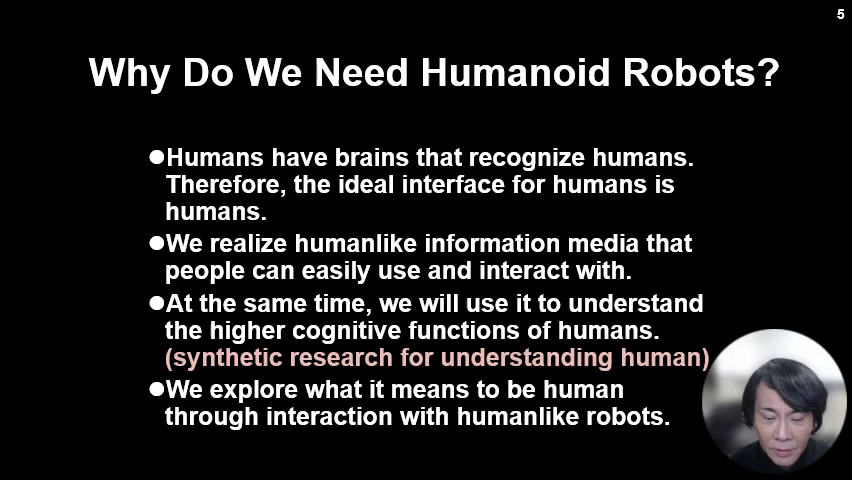 5
Why Do We Need Humanoid Robots?
●Humans have brains that recognize humans.
Therefore, the ideal interface for humans is
humans.
●We realize humanlike information media that
people can easily use and interact with.
●At the same time, we will use it to understand
the higher cognitive functions of humans.
(synthetic research for understanding human)
●We explore what it means to be human
through interaction with humanlike robots.